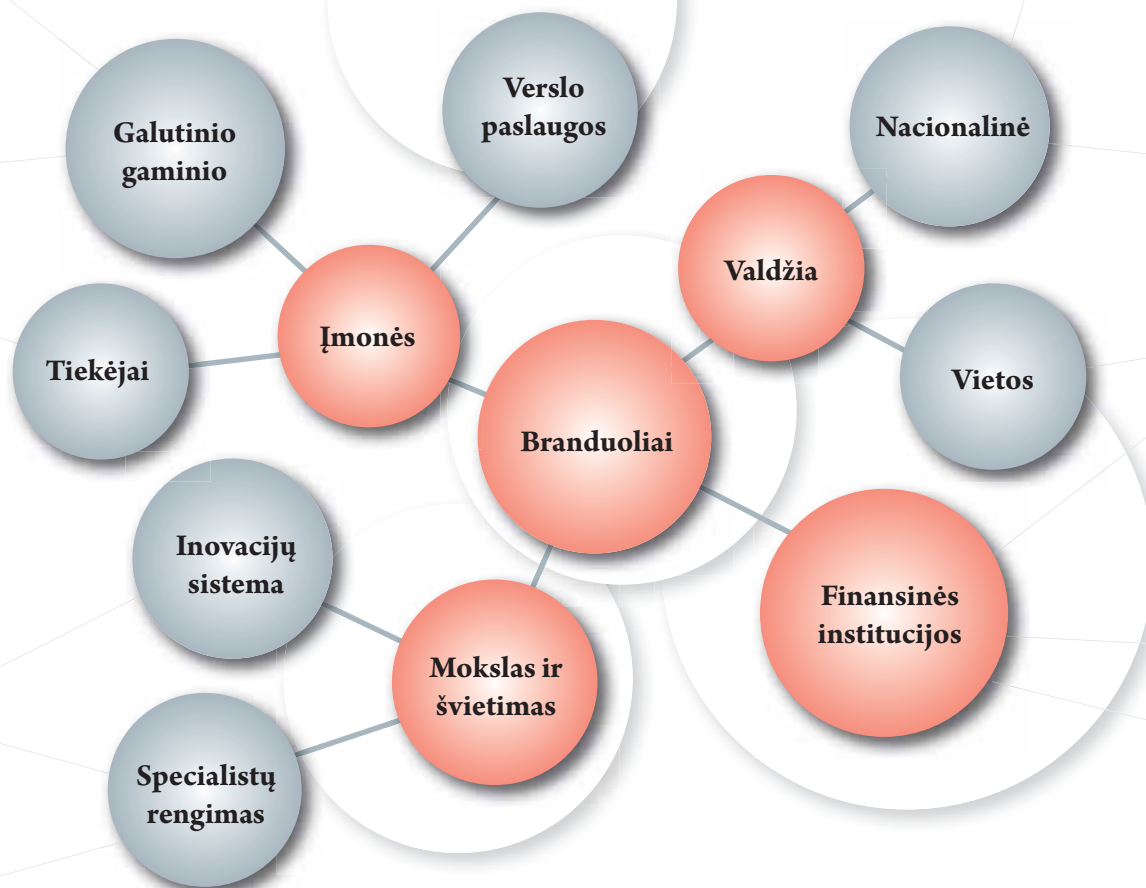 Galutinio
gaminio
Verslo
paslaugos
Nacionalinė
Valdžia
Įmonės
Tiekėjai
Vietos
Branduoliai
Inovacijų
sistema
Finansinės
institucijos
Mokslas ir
švietimas
Specialistų
rengimas